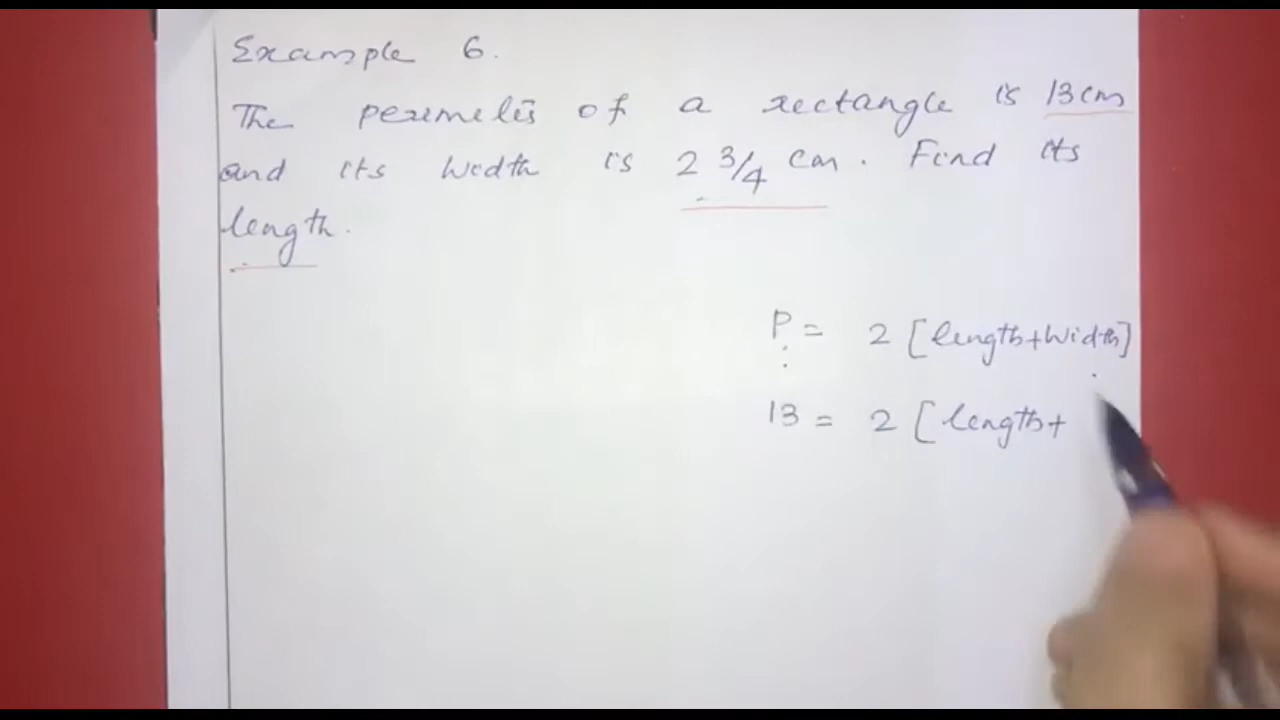 Example 6.
The perimeter of a rectangle is 13cm
and its width is 2 3/4 cm. Find its
length.
P = 2 [length+width]
13 = 2 [length+